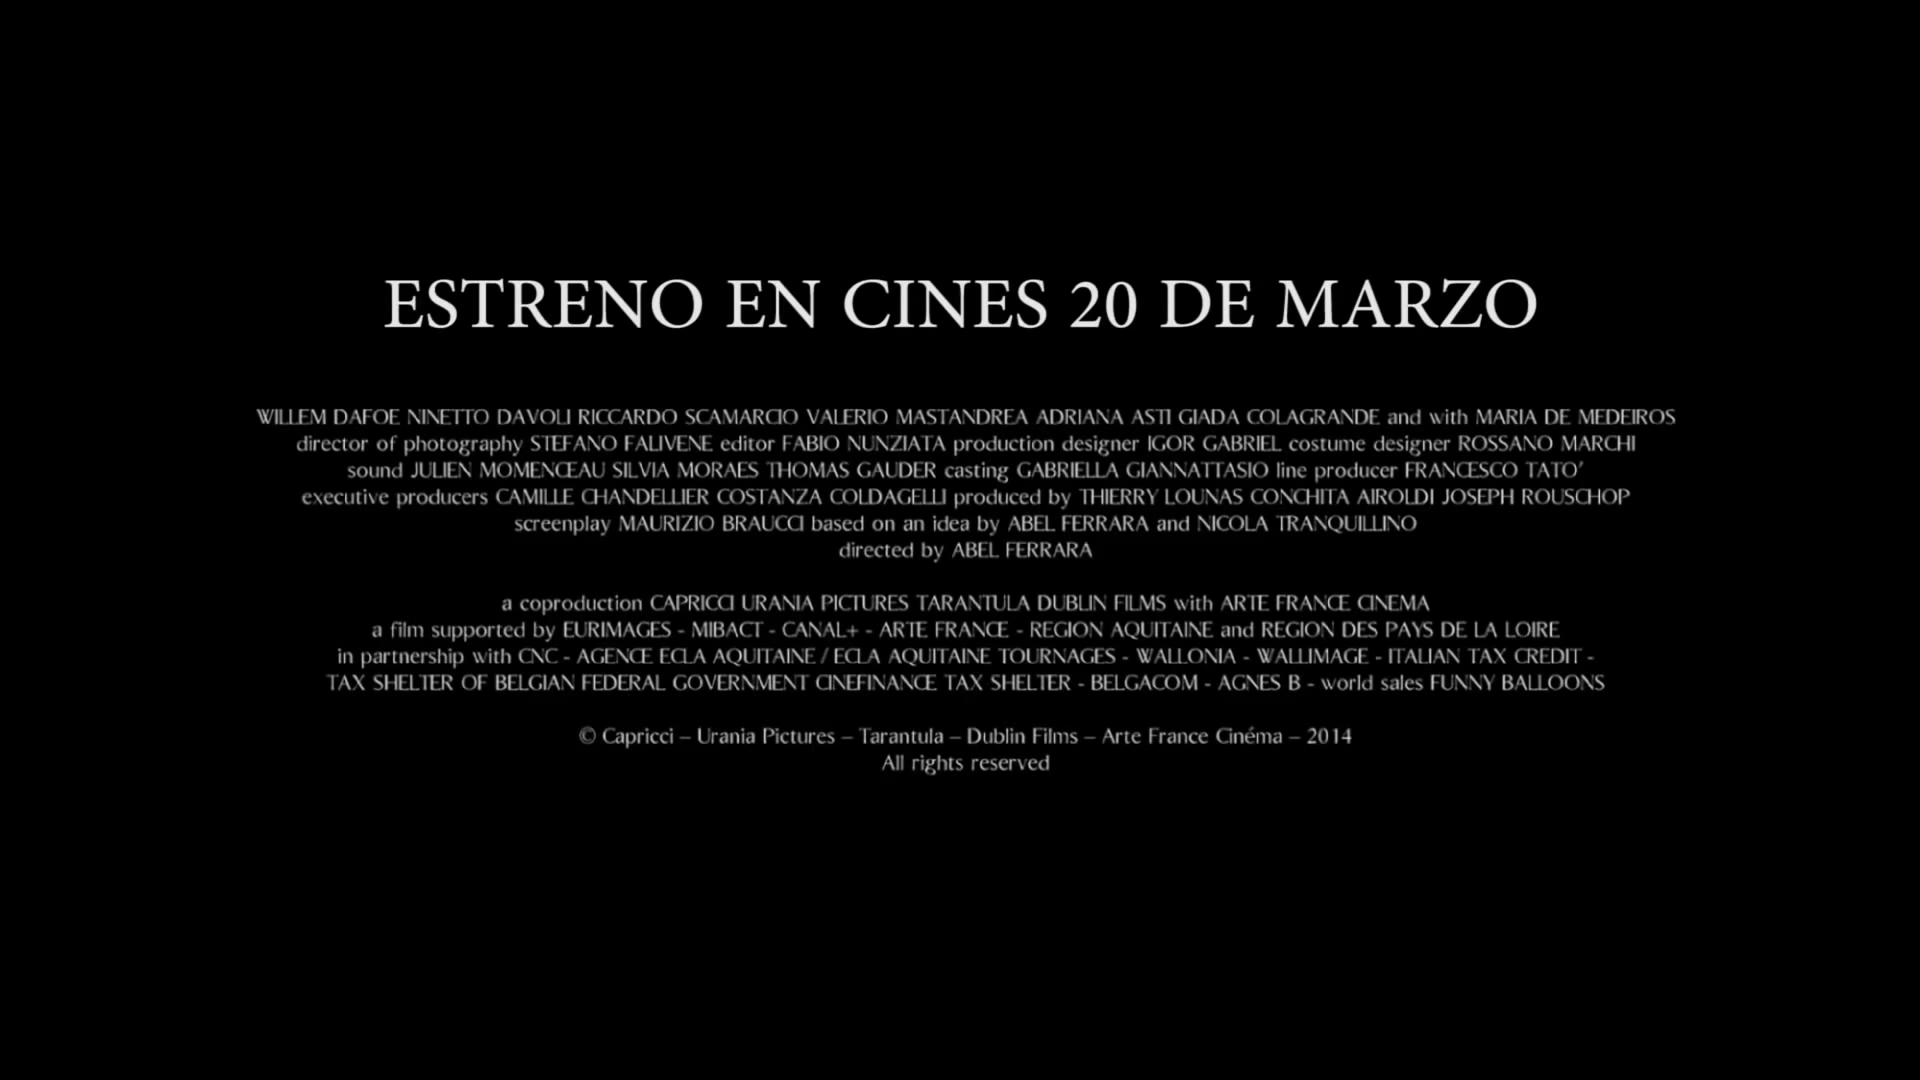 ESTRENO EN CINES 20 DE MARZO
WILLEM DAFOE NINETTO DAVOLI RICCARDO SCAMARCIO VALERIO MASTANDREA ADRIANA ASTI GIADA COLAGRANDE and with MARIA DE MEDEIROS
director of photography STEFANO FALIVENE editor FABIO NUNZIATA production designer IGOR GABRIEL costume designer ROSSANO MARCHI
sound JULIEN MOMENCEAU SILVIA MORAES THOMAS GAUDER casting GABRIELLA GIANNATTASIO line producer FRANCESCO TATO'
executive producers CAMILLE CHANDELLIER COSTANZA COLDAGELLI produced by THIERRY LOUNAS CONCHITA AIROLDI JOSEPH ROUSCHOP
screenplay MAURIZIO BRAUCCI based on an idea by ABEL FERRARA and NICOLA TRANQUILLINO
directed by ABEL FERRARA
a coproduction CAPRICCI URANIA PICTURES TARANTULA DUBLIN FILMS with ARTE FRANCE CINEMA
a film supported by EURIMAGES - MIBACT - CANAL+ - ARTE FRANCE - REGION AQUITAINE and REGION DES PAYS DE LA LOIRE
in partnership with CNC - AGENCE ECLA AQUITAINE / ECLA AQUITAINE TOURNAGES - WALLONIA - WALLIMAGE - ITALIAN TAX CREDIT -
TAX SHELTER OF BELGIAN FEDERAL GOVERNMENT CINEFINANCE TAX SHELTER - BELGACOM - AGNES B - world sales FUNNY BALLOONS
© Capricci – Urania Pictures – Tarantula – Dublin Films – Arte France Cinéma – 2014
All rights reserved